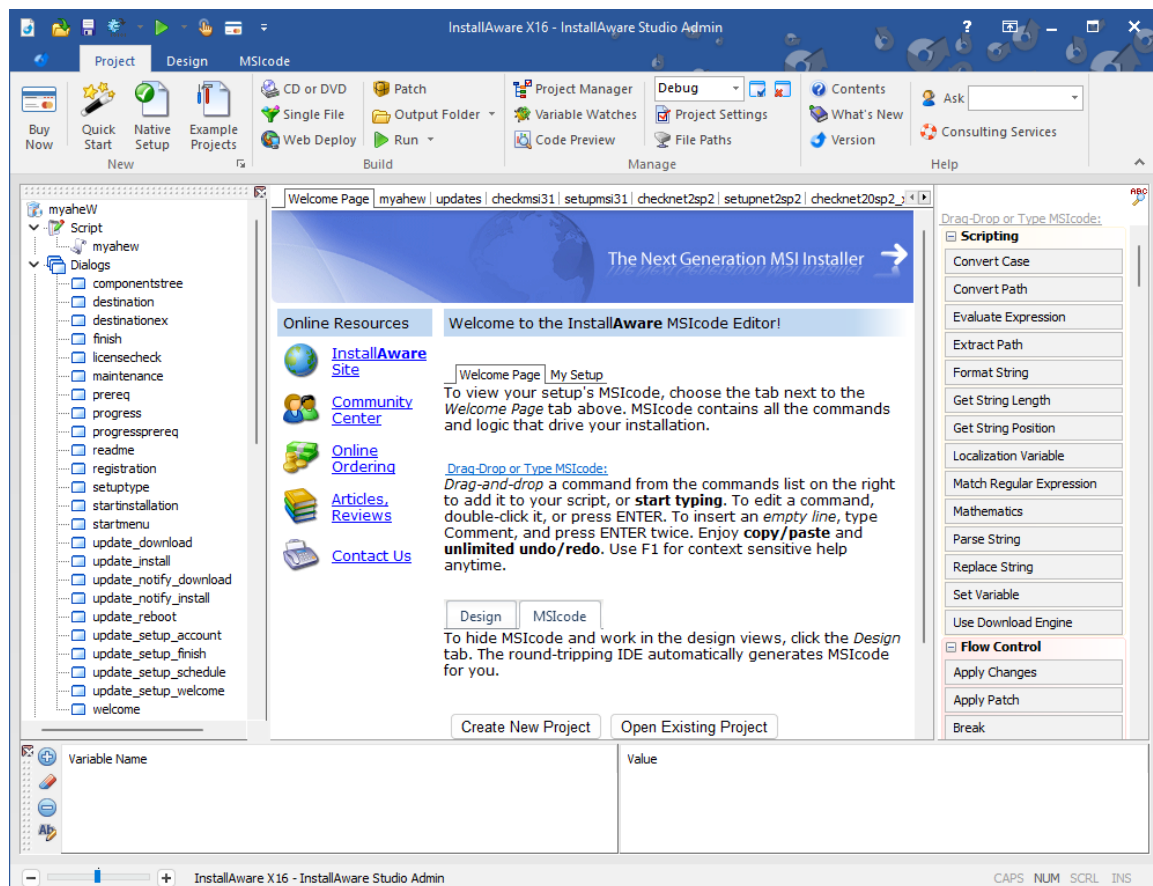 InstallAware X16 - InstallAware Studio Admin
?
Project Design MSIcode
Buy Now
Quick Start
Native Setup
Example Projects
New
CD or DVD
Single File
Web Deploy
Patch
Output Folder
Run
Build
Project Manager
Variable Watches
Code Preview
Debug
Project Settings
File Paths
Manage
Contents
What's New
Version
Ask
Consulting Services
Help
myaheW
Script
myahew
Dialogs
componentstree
destination
destinationex
finish
licensecheck
maintenance
prereq
progress
progressprereq
readme
registration
setuptype
startinstallation
startmenu
update_download
update_install
update_notify_download
update_notify_install
update_reboot
update_setup_account
update_setup_finish
update_setup_schedule
update_setup_welcome
welcome
Welcome Page myahew updates checkmsi31 setupmsi31 checknet2sp2 setupnet2sp2 checknet20sp2_
The Next Generation MSI Installer
Online Resources
InstallAware
Site
Community
Center
Online
Ordering
Articles,
Reviews
Contact Us
Welcome to the InstallAware MSIcode Editor!
Welcome Page My Setup
To view your setup's MSIcode, choose the tab next to the
Welcome Page tab above. MSIcode contains all the commands
and logic that drive your installation.
Drag-Drop or Type MSIcode:
Drag-and-drop a command from the commands list on the right
to add it to your script, or start typing. To edit a command,
double-click it, or press ENTER. To insert an empty line, type
Comment, and press ENTER twice. Enjoy copy/paste and
unlimited undo/redo. Use F1 for context sensitive help
anytime.
Design MSIcode
To hide MSIcode and work in the design views, click the Design
tab. The round-tripping IDE automatically generates MSIcode
for you.
Create New Project Open Existing Project
ABC
Drag-Drop or Type MSIcode:
Scripting
Convert Case
Convert Path
Evaluate Expression
Extract Path
Format String
Get String Length
Get String Position
Localization Variable
Match Regular Expression
Mathematics
Parse String
Replace String
Set Variable
Use Download Engine
Flow Control
Apply Changes
Apply Patch
Break
Variable Name Value
Ab
InstallAware X16 - InstallAware Studio Admin
CAPS NUM SCRL INS